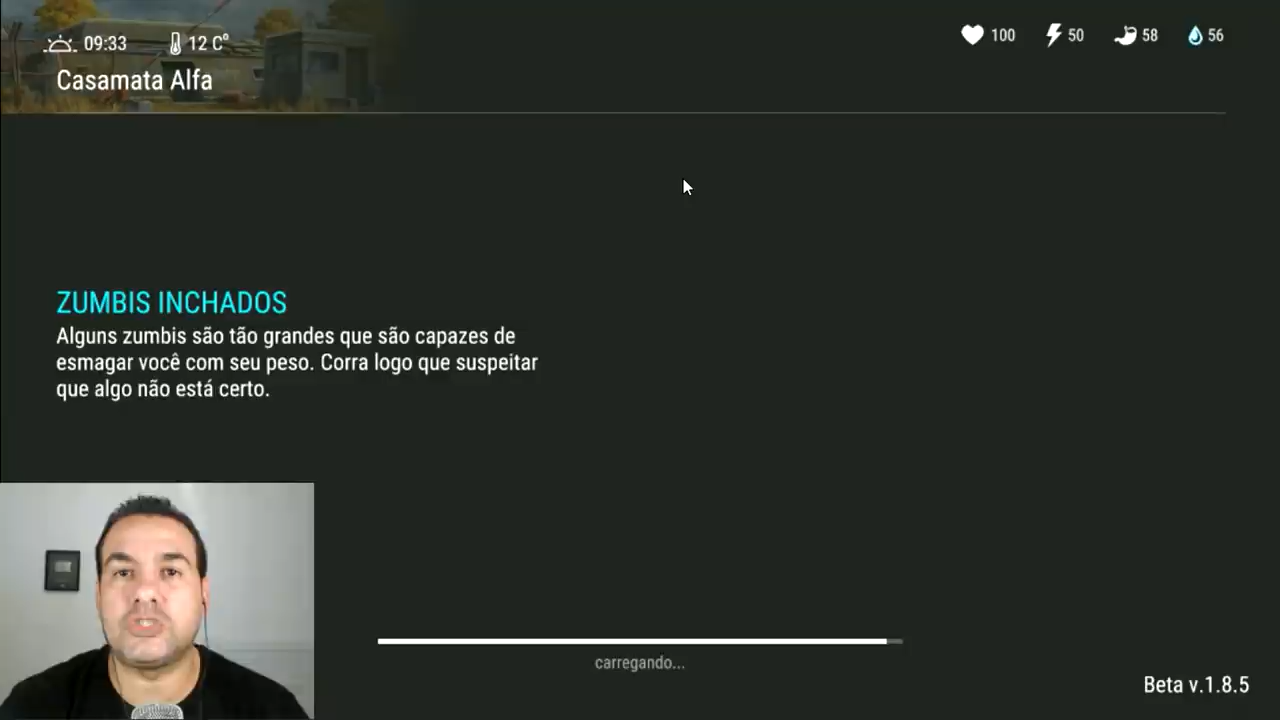 09:33 12 C°
100 50 58 56
Casamata Alfa
ZUMBIS INCHADOS
Alguns zumbis são tão grandes que são capazes de
esmagar você com seu peso. Corra logo que suspeitar
que algo não está certo.
carregando...
Beta v.1.8.5